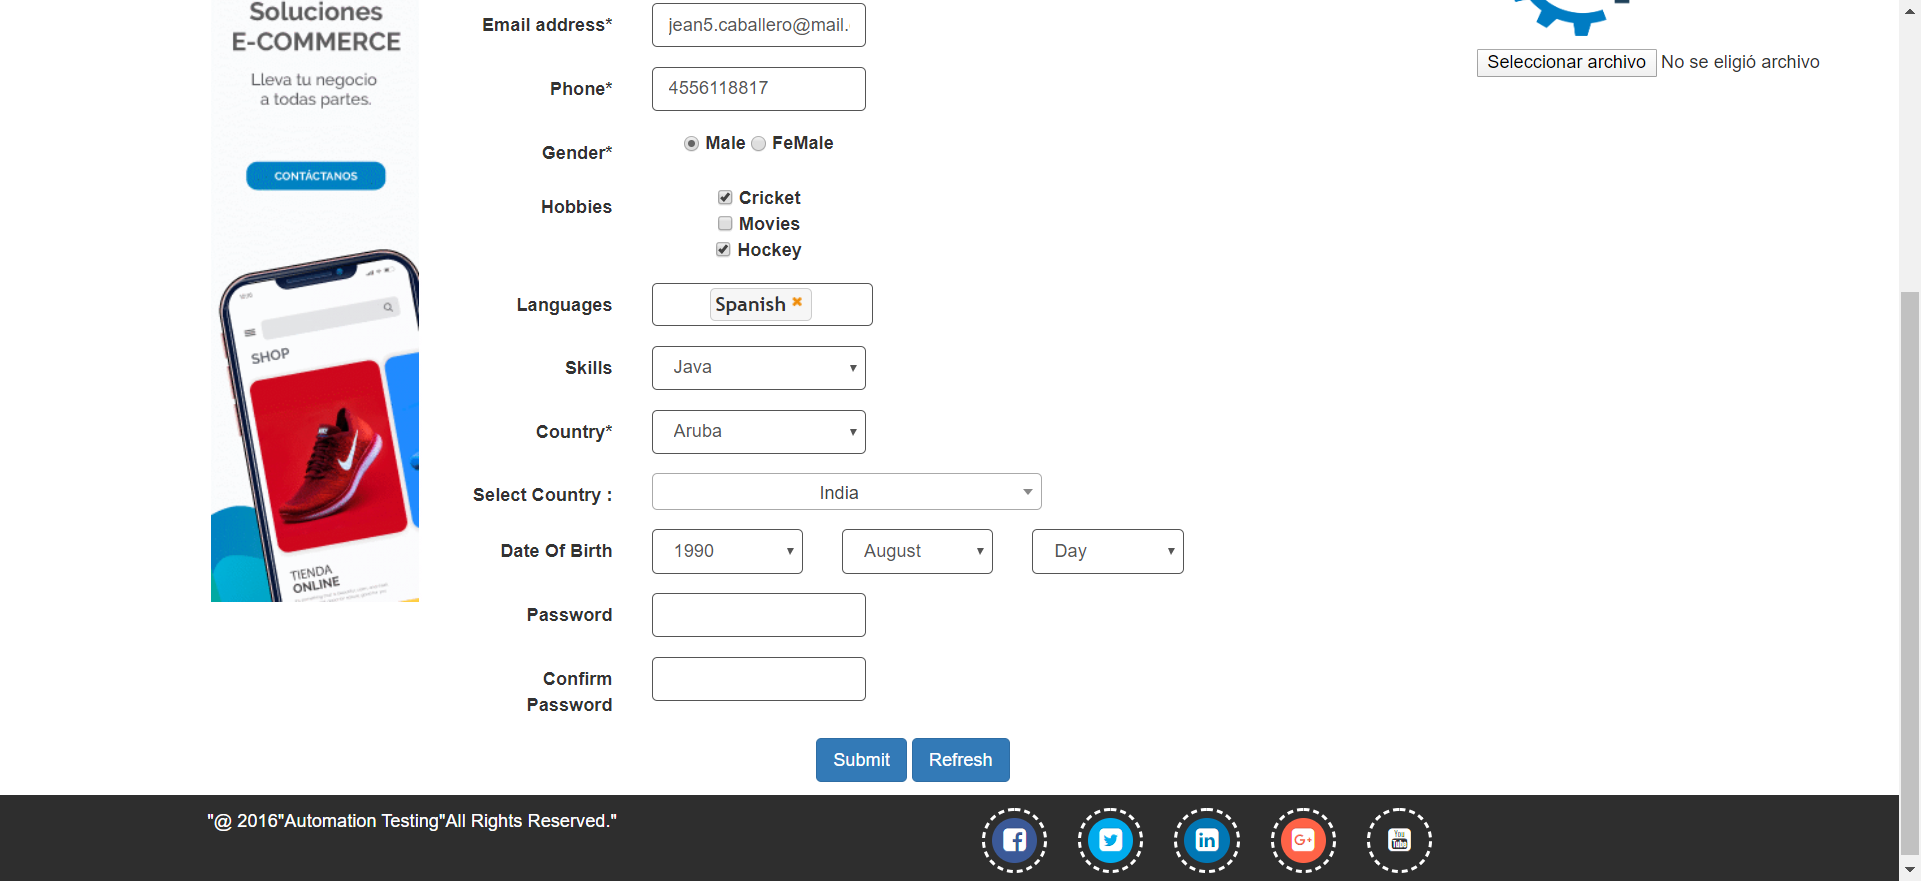 Soluciones
E-COMMERCE
Lleva tu negocio
a todas partes.
CONTÁCTANOS
SHOP
TIENDA
ONLINE
Email address*
jean5.caballero@mail.
Phone*
4556118817
Gender*
Male FeMale
Hobbies
Cricket
Movies
Hockey
Languages
Spanish
Skills
Java
Country*
Aruba
Select Country :
India
Date Of Birth
1990 August Day
Password
Confirm
Password
Submit Refresh
Seleccionar archivo No se eligió archivo
"@ 2016"Automation Testing"All Rights Reserved."
f in G+ You Tube